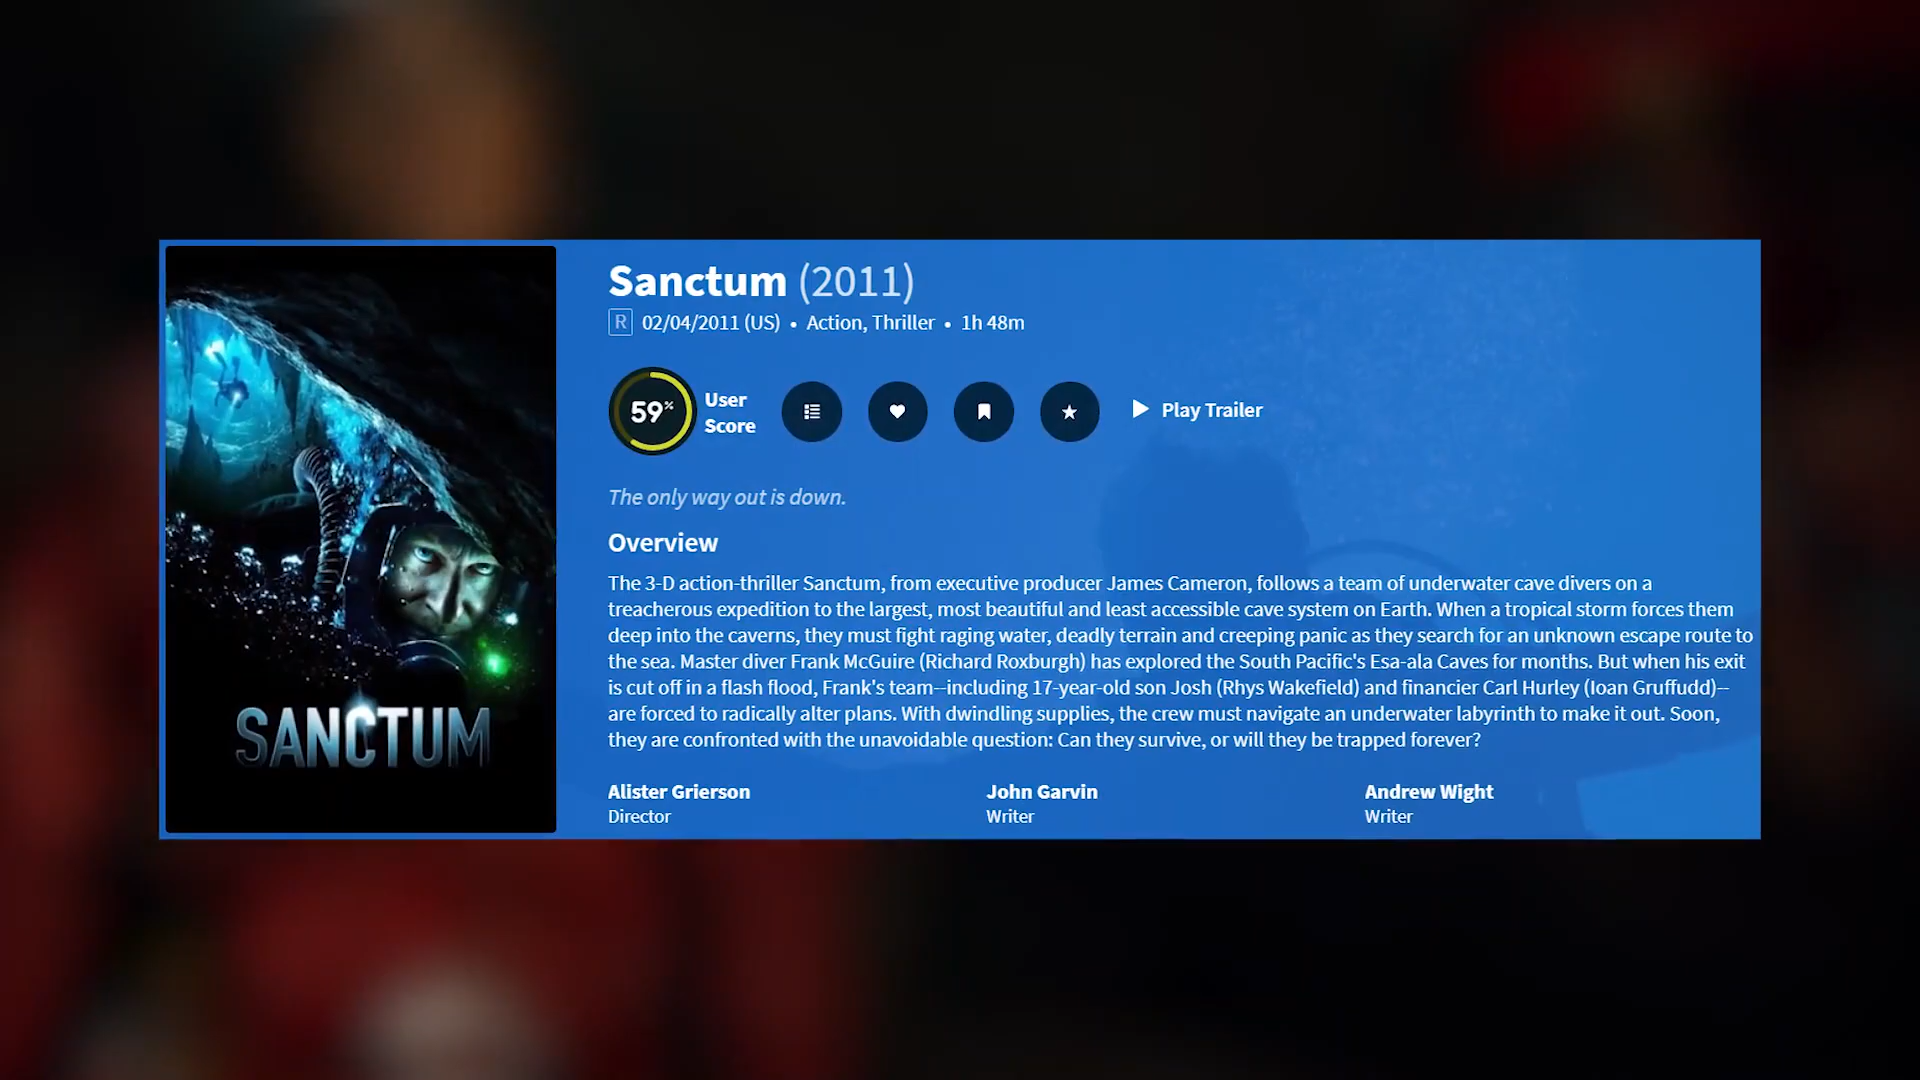 SANCTUM
Sanctum (2011)
R 02/04/2011 (US) • Action, Thriller • 1h 48m
59%
User
Score
Play Trailer
The only way out is down.
Overview
The 3-D action-thriller Sanctum, from executive producer James Cameron, follows a team of underwater cave divers on a
treacherous expedition to the largest, most beautiful and least accessible cave system on Earth. When a tropical storm forces them
deep into the caverns, they must fight raging water, deadly terrain and creeping panic as they search for an unknown escape route to
the sea. Master diver Frank McGuire (Richard Roxburgh) has explored the South Pacific's Esa-ala Caves for months. But when his exit
is cut off in a flash flood, Frank's team--including 17-year-old son Josh (Rhys Wakefield) and financier Carl Hurley (Ioan Gruffudd)--
are forced to radically alter plans. With dwindling supplies, the crew must navigate an underwater labyrinth to make it out. Soon,
they are confronted with the unavoidable question: Can they survive, or will they be trapped forever?
Alister Grierson
Director
John Garvin
Writer
Andrew Wight
Writer